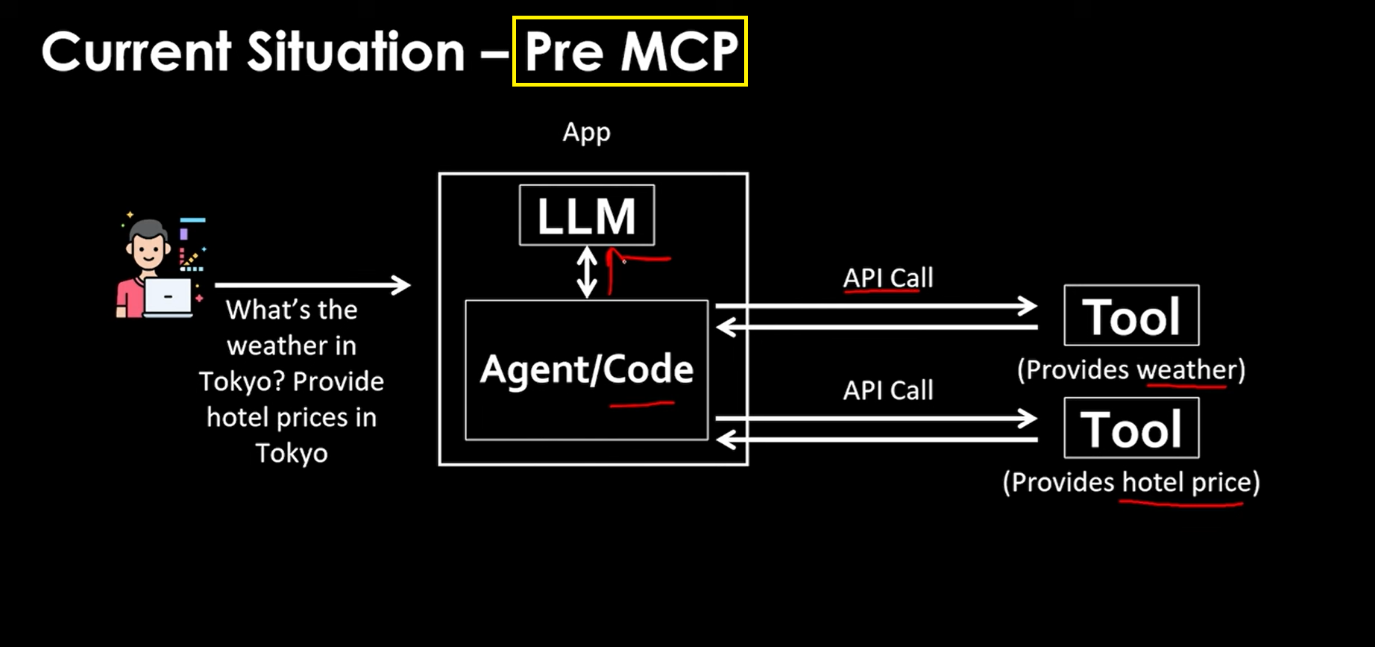 Current Situation – Pre MCP
App
LLM
What's the
weather in
Tokyo? Provide
hotel prices in
Tokyo
Agent/Code
API Call
Tool
(Provides weather)
API Call
Tool
(Provides hotel price)